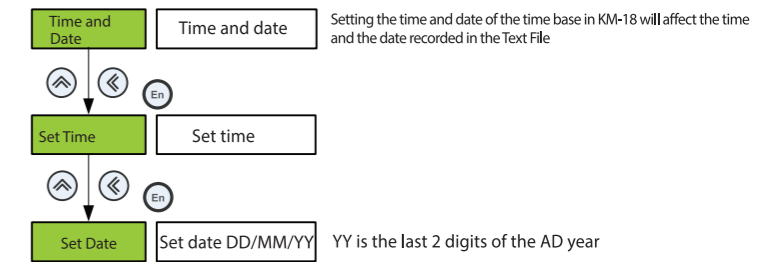 Time and
Date
Time and date
Setting the time and date of the time base in KM-18 will affect the time
and the date recorded in the Text File
En
Set Time
Set time
En
Set Date
Set date DD/MM/YY
YY is the last 2 digits of the AD year